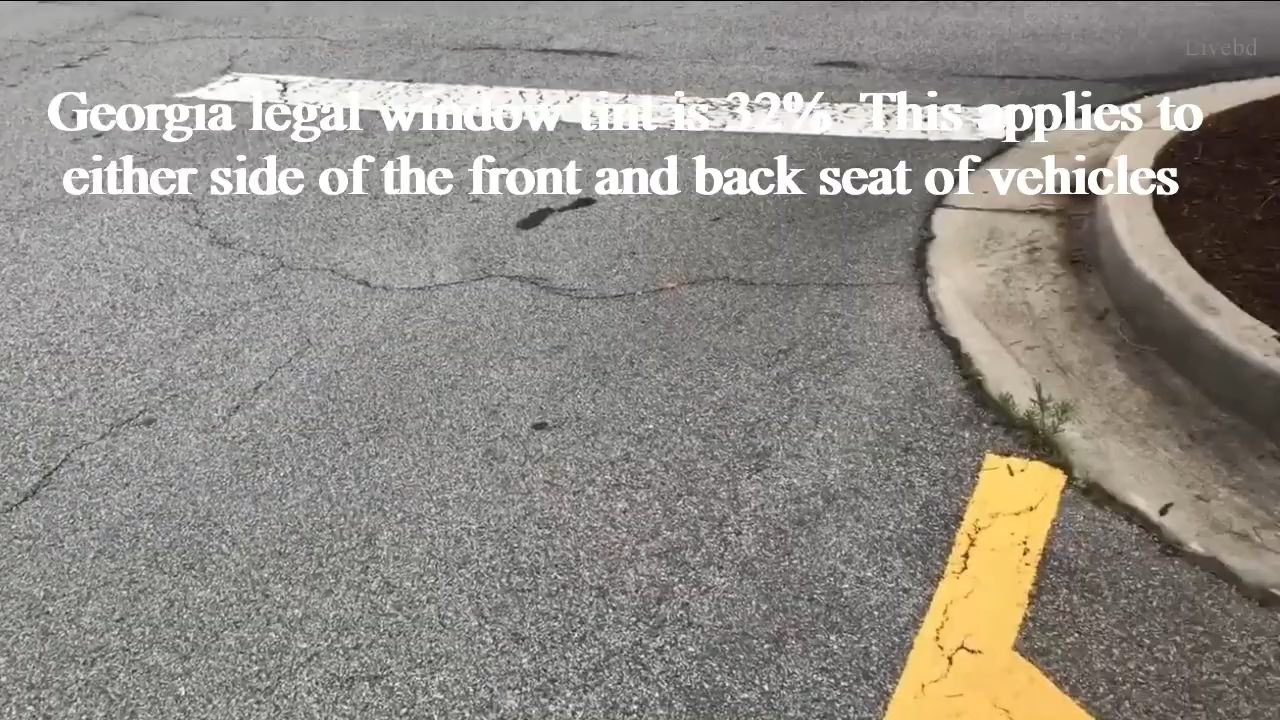 Livebd
Georgia legal window tint is 32%. This applies to
either side of the front and back seat of vehicles